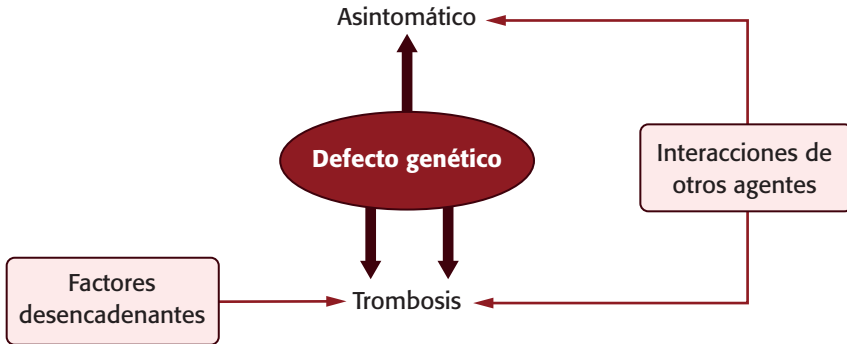 Asintomático
Defecto genético
Interacciones de
otros agentes
Factores
desencadenantes
Trombosis